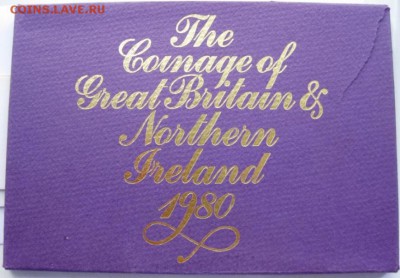 COINS.LAVE.RU
The
Coinage of
Great Britain &
Northern
Ireland
1980